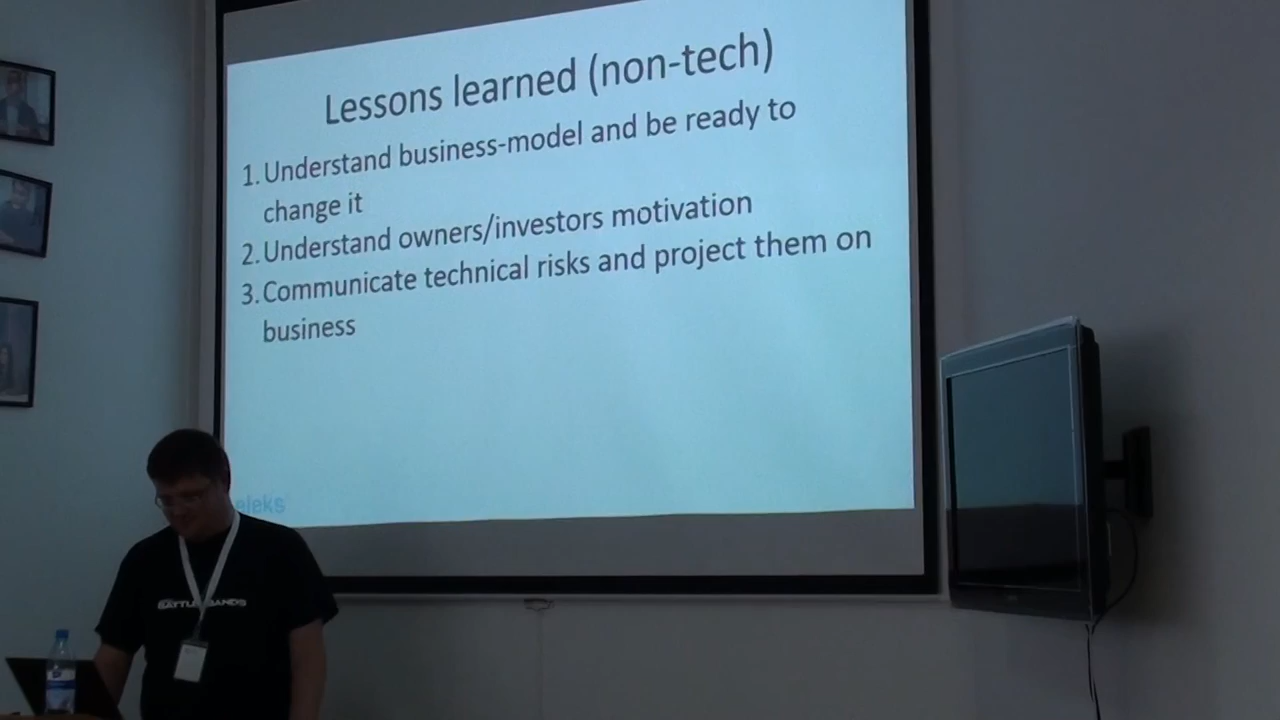 Lessons learned (non-tech)
1. Understand business-model and be ready to
change it
2. Understand owners/investors motivation
3. Communicate technical risks and project them on
business
eleks